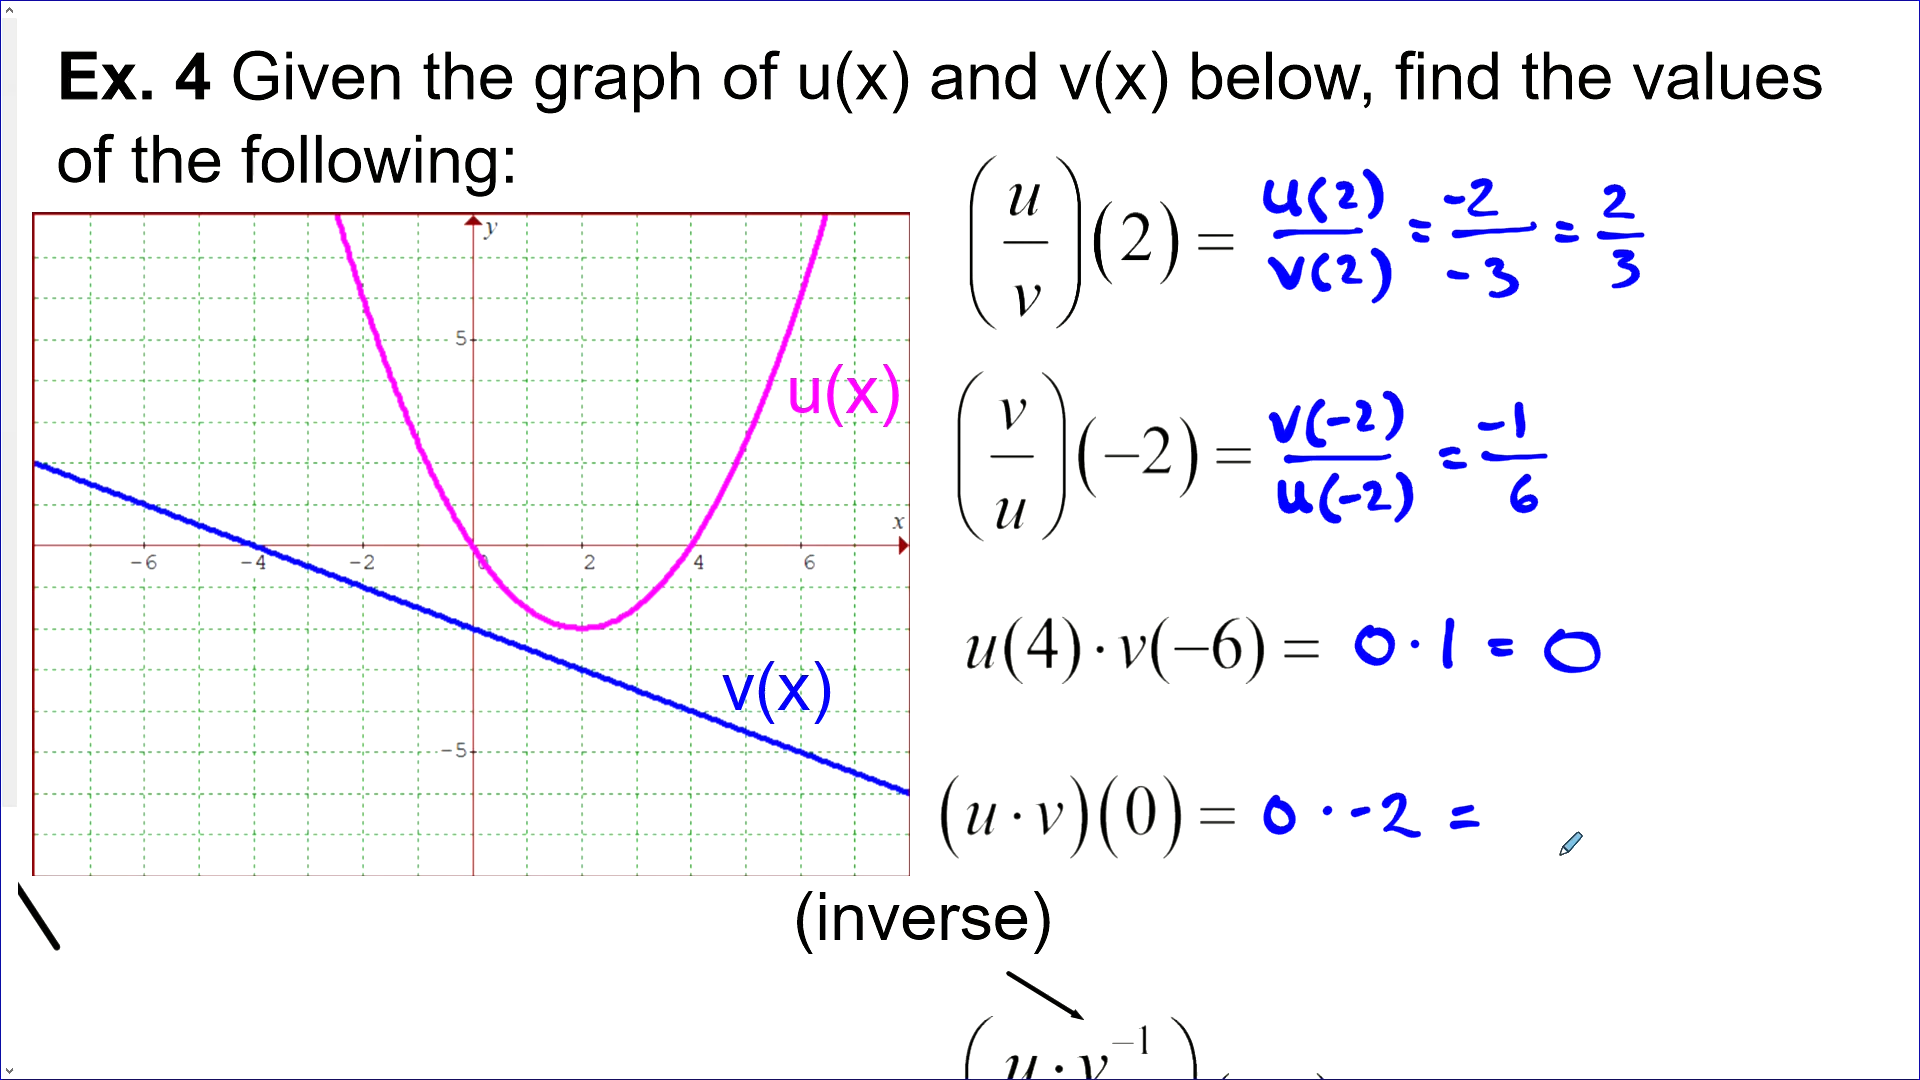 Ex. 4 Given the graph of u(x) and v(x) below, find the values
of the following:
(u/v)(2) = u(2)/v(2) = -2/-3 = 2/3
y
5
u(x)
(v/u)(−2) = v(-2)/u(-2) = -1/6
x
−6 −4 −2 0 2 4 6
u(4) · v(−6) = 0 · 1 = 0
v(x)
−5
(u · v)(0) = 0 · -2 =
(inverse)
(u · v⁻¹)